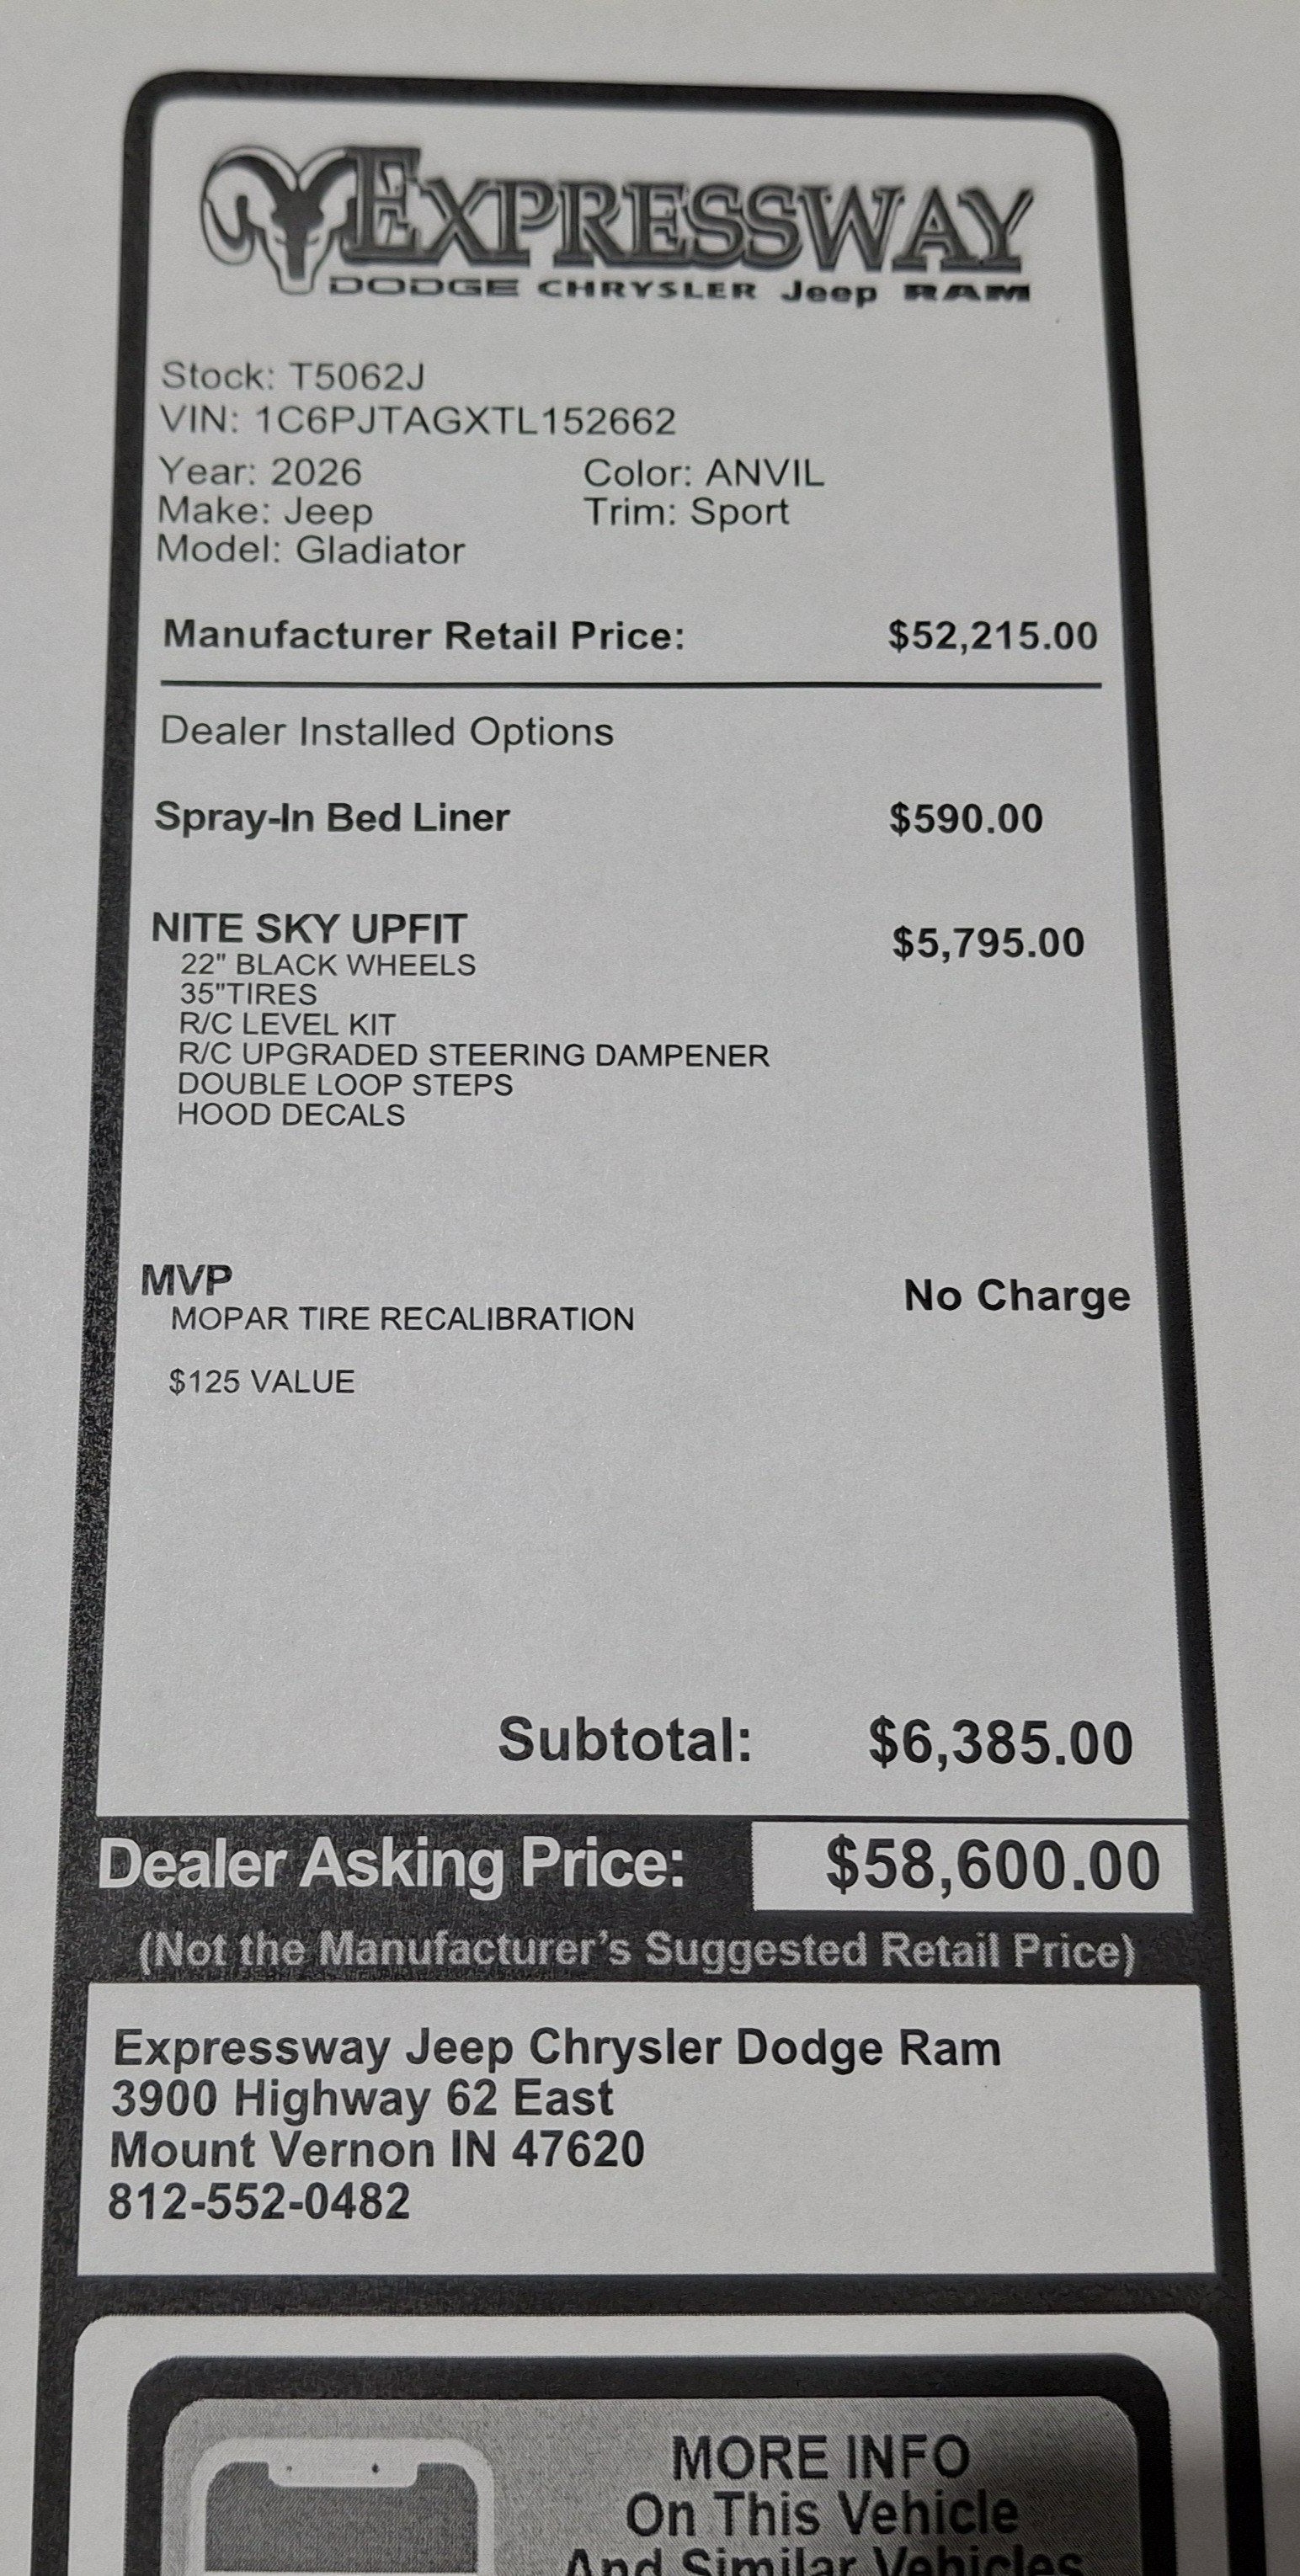 EXPRESSWAY
DODGE CHRYSLER Jeep RAM
Stock: T5062J
VIN: 1C6PJTAGXTL152662
Year: 2026 Color: ANVIL
Make: Jeep Trim: Sport
Model: Gladiator
Manufacturer Retail Price: $52,215.00
Dealer Installed Options
Spray-In Bed Liner $590.00
NITE SKY UPFIT $5,795.00
22" BLACK WHEELS
35"TIRES
R/C LEVEL KIT
R/C UPGRADED STEERING DAMPENER
DOUBLE LOOP STEPS
HOOD DECALS
MVP No Charge
MOPAR TIRE RECALIBRATION
$125 VALUE
Subtotal: $6,385.00
Dealer Asking Price: $58,600.00
(Not the Manufacturer's Suggested Retail Price)
Expressway Jeep Chrysler Dodge Ram
3900 Highway 62 East
Mount Vernon IN 47620
812-552-0482
MORE INFO
On This Vehicle
And Similar Vehicles